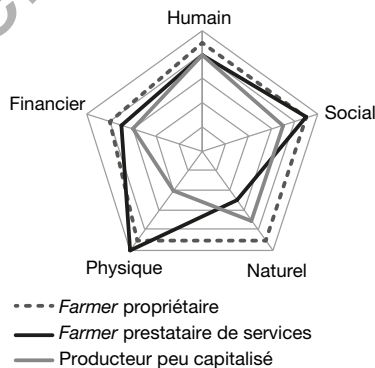 Humain
Financier
Social
Physique
Naturel
Farmer propriétaire
Farmer prestataire de services
Producteur peu capitalisé